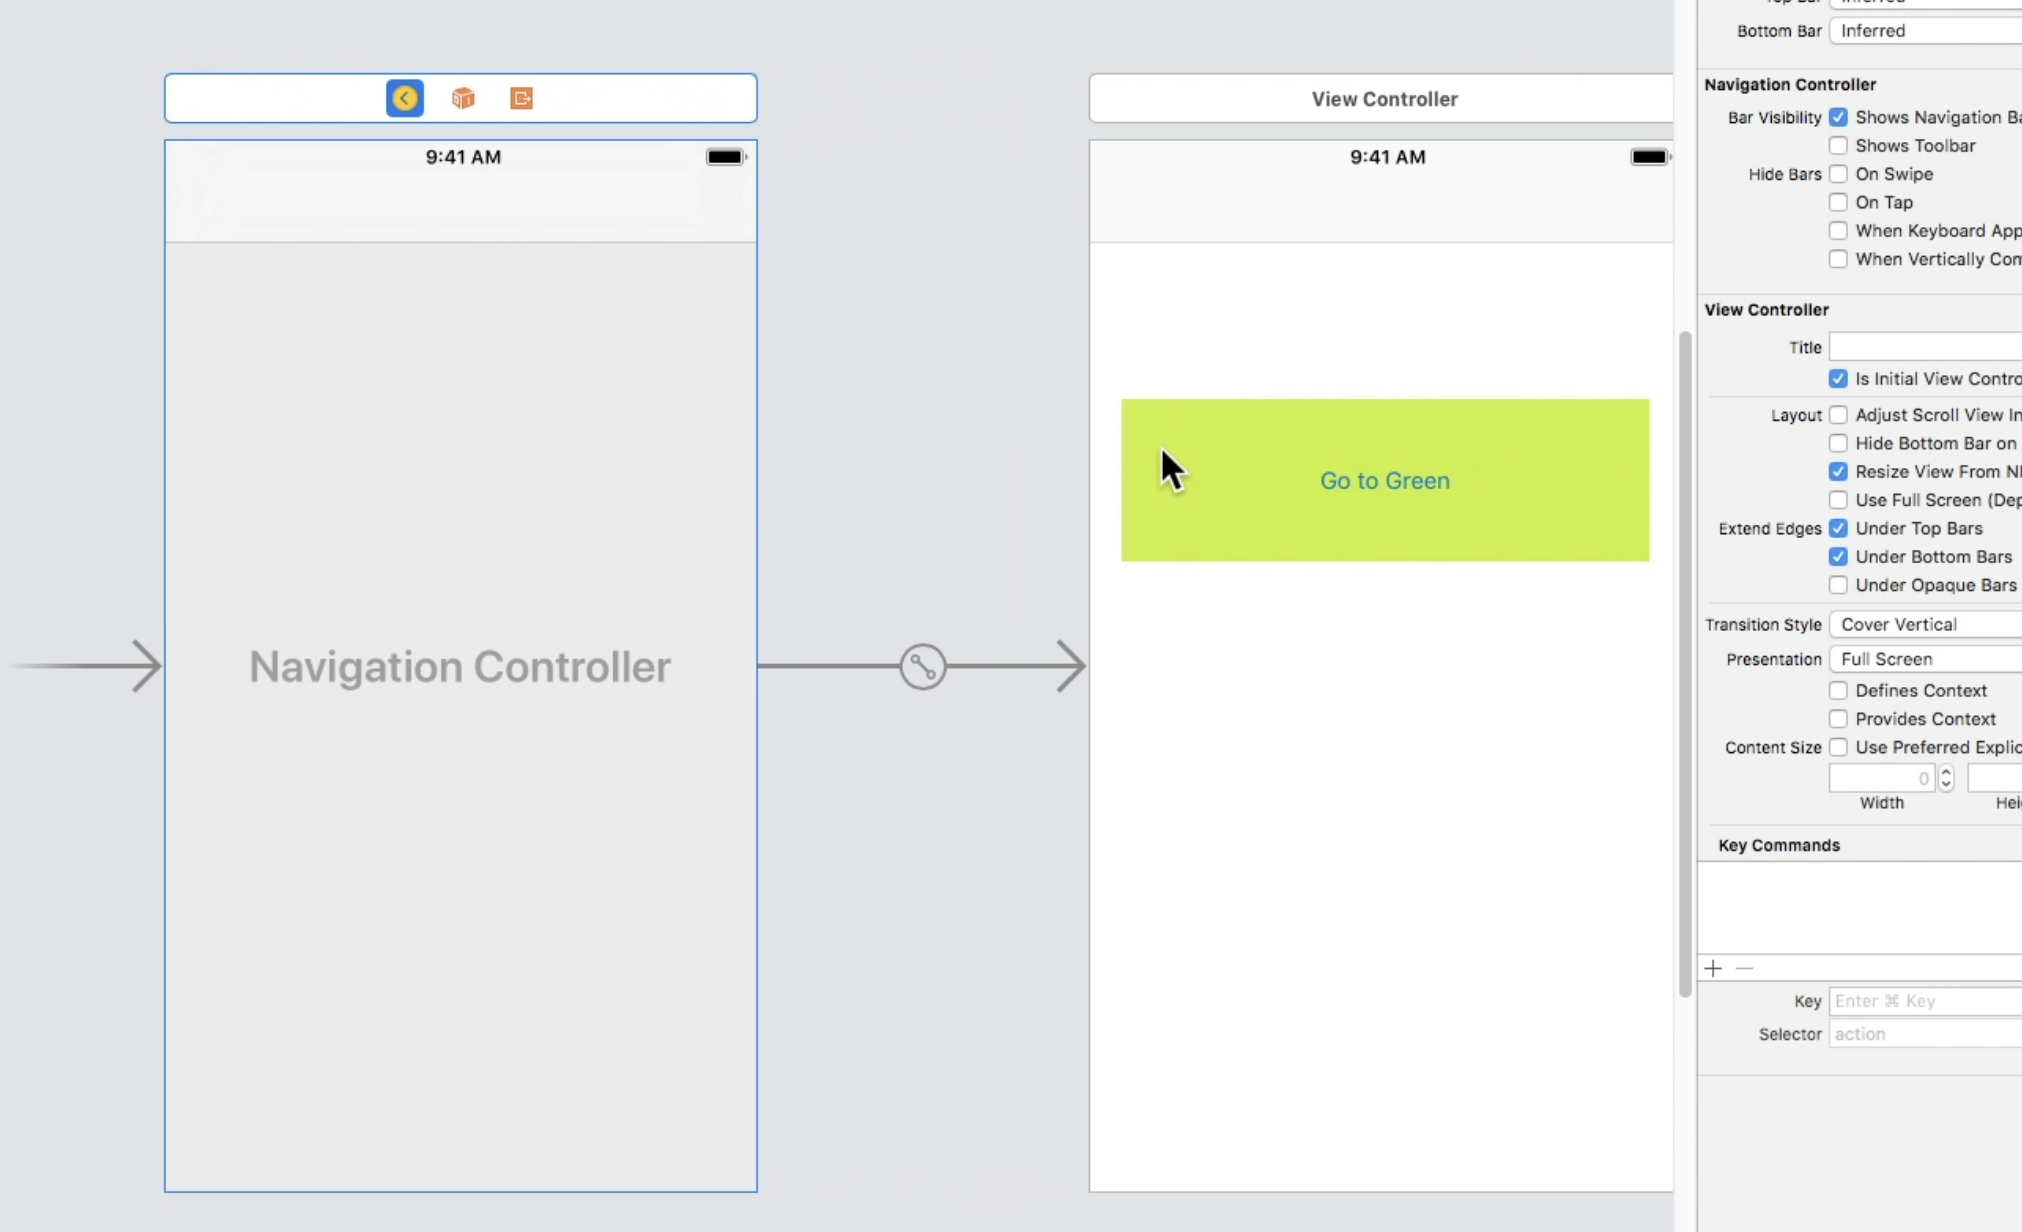 View Controller
9:41 AM
9:41 AM
Go to Green
Navigation Controller
Bottom Bar Inferred
Navigation Controller
Bar Visibility Shows Navigation
Shows Toolbar
Hide Bars On Swipe
On Tap
When Keyboard App
When Vertically Com
View Controller
Title
Is Initial View Contro
Layout Adjust Scroll View In
Hide Bottom Bar on
Resize View From NI
Use Full Screen (Dep
Extend Edges Under Top Bars
Under Bottom Bars
Under Opaque Bars
Transition Style Cover Vertical
Presentation Full Screen
Defines Context
Provides Context
Content Size Use Preferred Explic
0
Width Hei
Key Commands
Key Enter ⌘ Key
Selector action